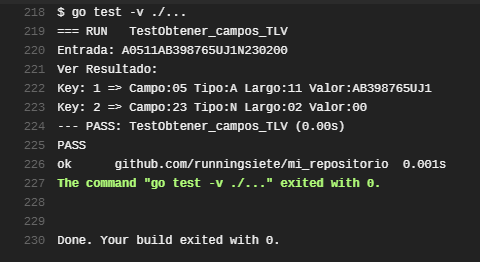 218 $ go test -v ./...
219 === RUN   TestObtener_campos_TLV
220 Entrada: A0511AB398765UJ1N230200
221 Ver Resultado:
222 Key: 1 => Campo:05 Tipo:A Largo:11 Valor:AB398765UJ1
223 Key: 2 => Campo:23 Tipo:N Largo:02 Valor:00
224 --- PASS: TestObtener_campos_TLV (0.00s)
225 PASS
226 ok      github.com/runningsiete/mi_repositorio  0.001s
227 The command "go test -v ./..." exited with 0.
228
229
230 Done. Your build exited with 0.